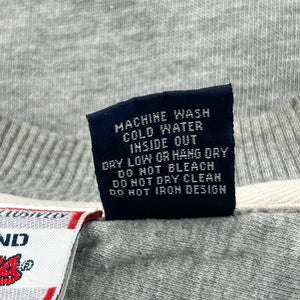 MACHINE WASH
COLD WATER
INSIDE OUT
DRY LOW OR HANG DRY
DO NOT BLEACH
DO NOT DRY CLEAN
DO NOT IRON DESIGN